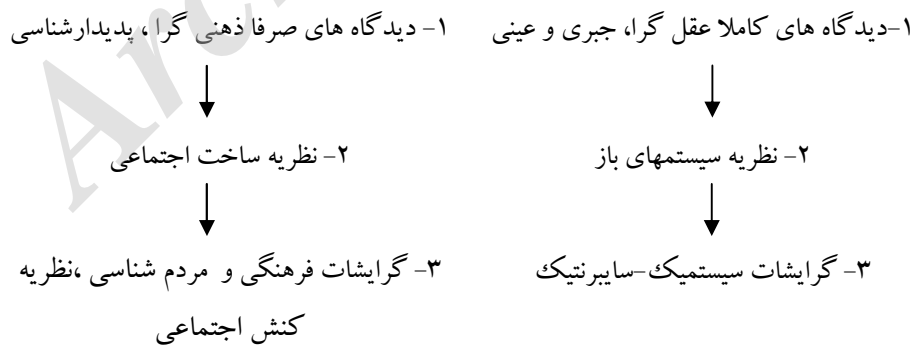 ۱-دیدگاه های کاملا عقل گرا، جبری و عینی
۱- دیدگاه های صرفا ذهنی گرا ، پدیدارشناسی
۲- نظریه سیستمهای باز
۲- نظریه ساخت اجتماعی
۳- گرایشات سیستمیک-سایبرنتیک
۳- گرایشات فرهنگی و مردم شناسی ،نظریه
کنش اجتماعی